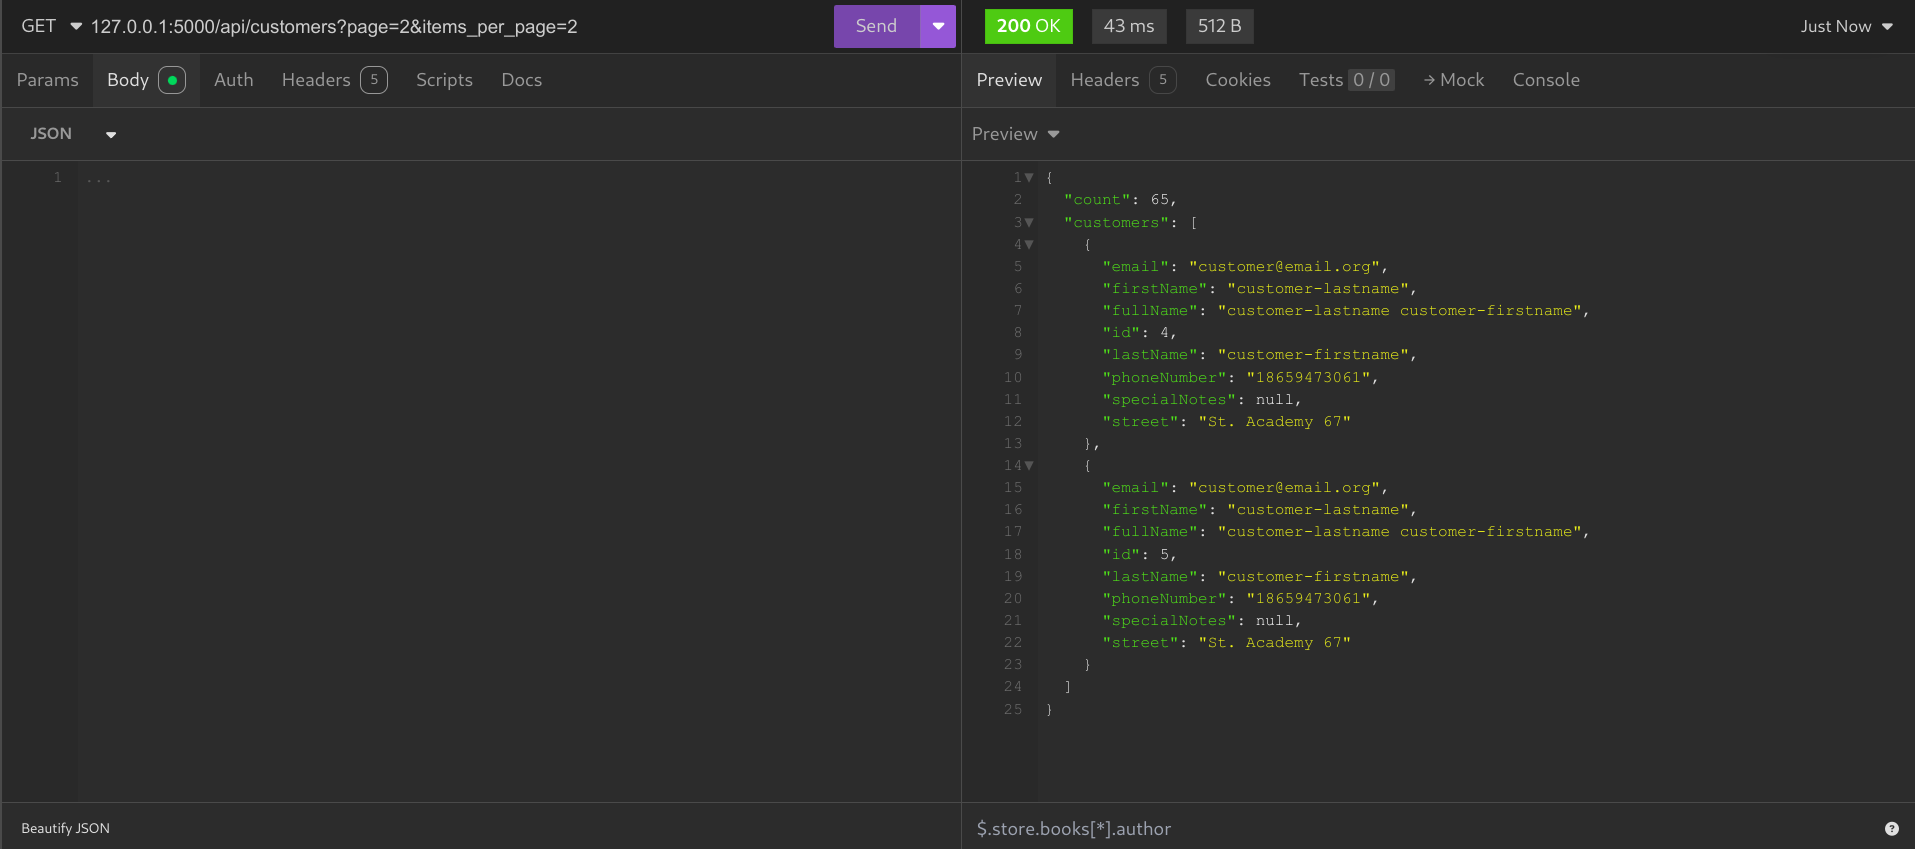 GET 127.0.0.1:5000/api/customers?page=2&items_per_page=2 Send
200 OK 43 ms 512 B Just Now
Params Body Auth Headers 5 Scripts Docs
Preview Headers 5 Cookies Tests 0 / 0 → Mock Console
JSON
Preview
1 ...
1 {
2 "count": 65,
3 "customers": [
4 {
5 "email": "customer@email.org",
6 "firstName": "customer-lastname",
7 "fullName": "customer-lastname customer-firstname",
8 "id": 4,
9 "lastName": "customer-firstname",
10 "phoneNumber": "18659473061",
11 "specialNotes": null,
12 "street": "St. Academy 67"
13 },
14 {
15 "email": "customer@email.org",
16 "firstName": "customer-lastname",
17 "fullName": "customer-lastname customer-firstname",
18 "id": 5,
19 "lastName": "customer-firstname",
20 "phoneNumber": "18659473061",
21 "specialNotes": null,
22 "street": "St. Academy 67"
23 }
24 ]
25 }
Beautify JSON
$.store.books[*].author ?